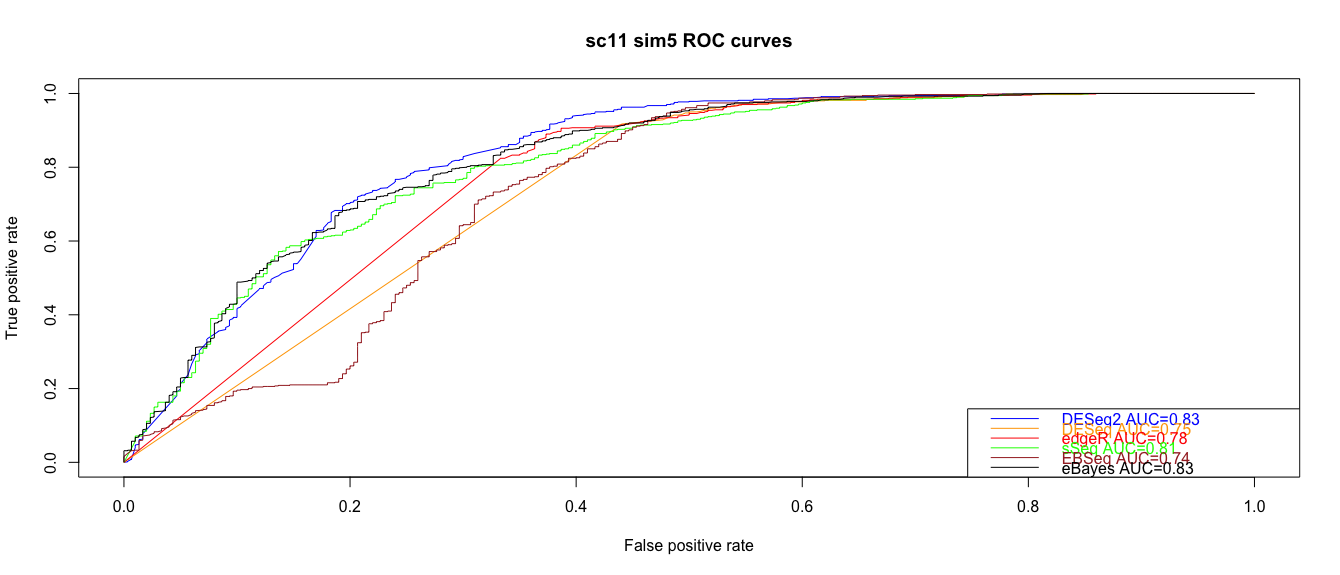 sc11 sim5 ROC curves
True positive rate
1.0
0.8
0.6
0.4
0.2
0.0
DESeq2 AUC=0.83
DESeq AUC=0.75
edgeR AUC=0.78
sSeq AUC=0.81
EBSeq AUC=0.74
eBayes AUC=0.83
0.0 0.2 0.4 0.6 0.8 1.0
False positive rate